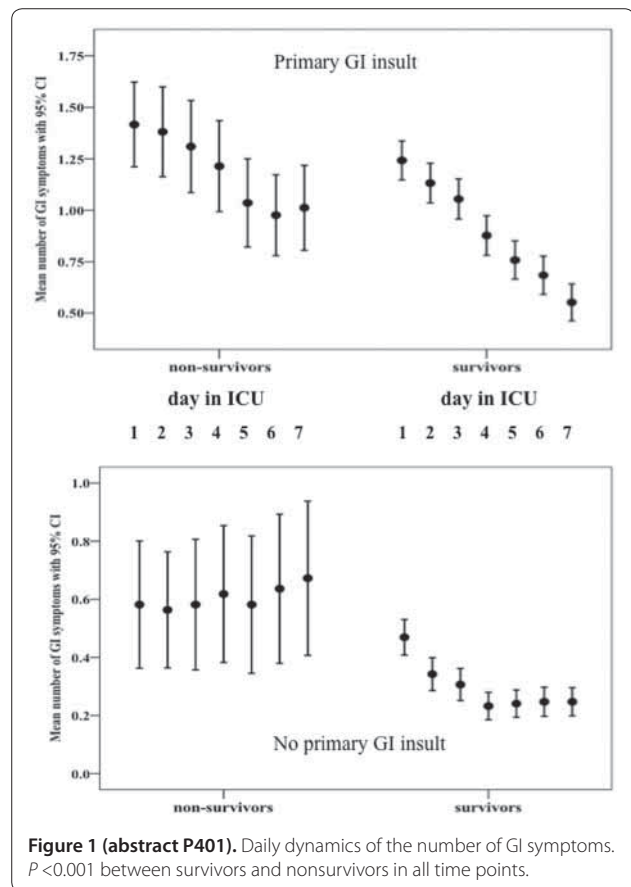 Mean number of GI symptoms with 95% CI
1.75
1.50
1.25
1.00
0.75
0.50
Primary GI insult
non-survivors survivors
day in ICU day in ICU
1 2 3 4 5 6 7 1 2 3 4 5 6 7
Mean number of GI symptoms with 95% CI
1.0
0.8
0.6
0.4
0.2
0.0
No primary GI insult
non-survivors survivors
Figure 1 (abstract P401). Daily dynamics of the number of GI symptoms.
P <0.001 between survivors and nonsurvivors in all time points.